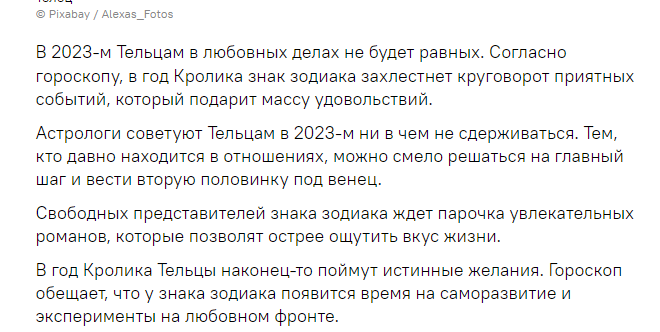 © Pixabay / Alexas_Fotos
В 2023-м Тельцам в любовных делах не будет равных. Согласно
гороскопу, в год Кролика знак зодиака захлестнет круговорот приятных
событий, который подарит массу удовольствий.
Астрологи советуют Тельцам в 2023-м ни в чем не сдерживаться. Тем,
кто давно находится в отношениях, можно смело решаться на главный
шаг и вести вторую половинку под венец.
Свободных представителей знака зодиака ждет парочка увлекательных
романов, которые позволят острее ощутить вкус жизни.
В год Кролика Тельцы наконец-то поймут истинные желания. Гороскоп
обещает, что у знака зодиака появится время на саморазвитие и
эксперименты на любовном фронте.